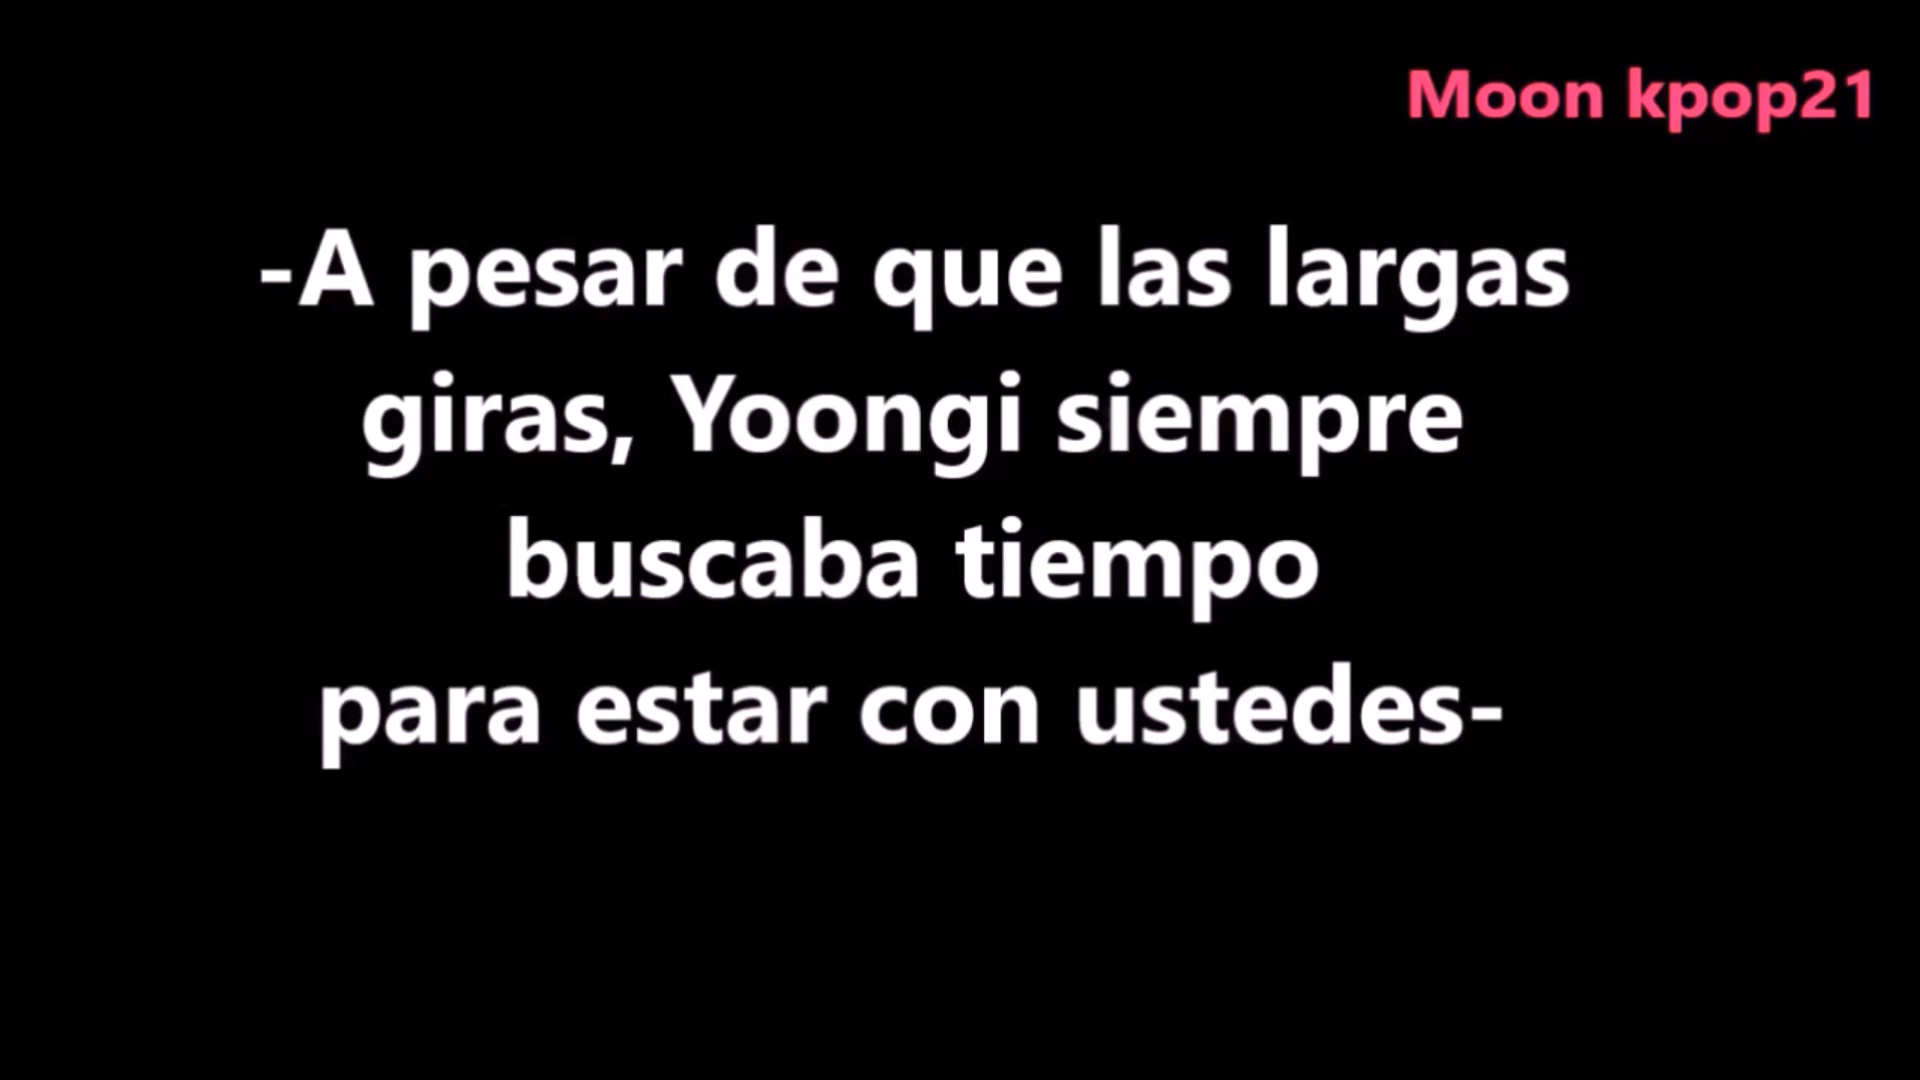 Moon kpop21
-A pesar de que las largas
giras, Yoongi siempre
buscaba tiempo
para estar con ustedes-